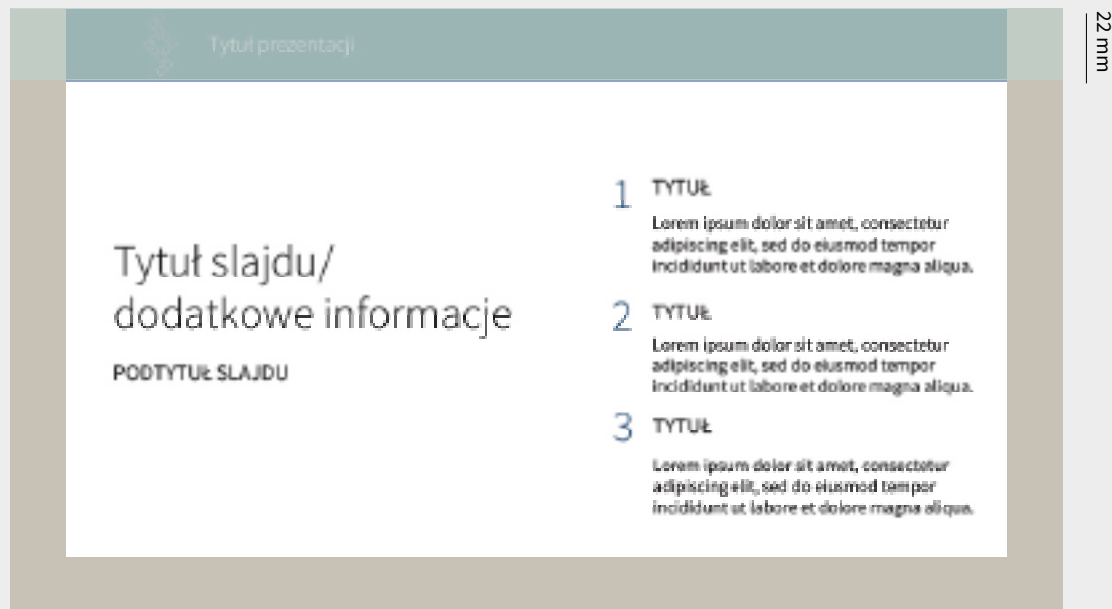 Tytuł prezentacji
22 mm
Tytuł slajdu/
dodatkowe informacje
PODTYTUŁ SLAJDU
1 TYTUŁ
Lorem ipsum dolor sit amet, consectetur
adipiscing elit, sed do eiusmod tempor
incididunt ut labore et dolore magna aliqua.
2 TYTUŁ
Lorem ipsum dolor sit amet, consectetur
adipiscing elit, sed do eiusmod tempor
incididunt ut labore et dolore magna aliqua.
3 TYTUŁ
Lorem ipsum dolor sit amet, consectetur
adipiscing elit, sed do eiusmod tempor
incididunt ut labore et dolore magna aliqua.